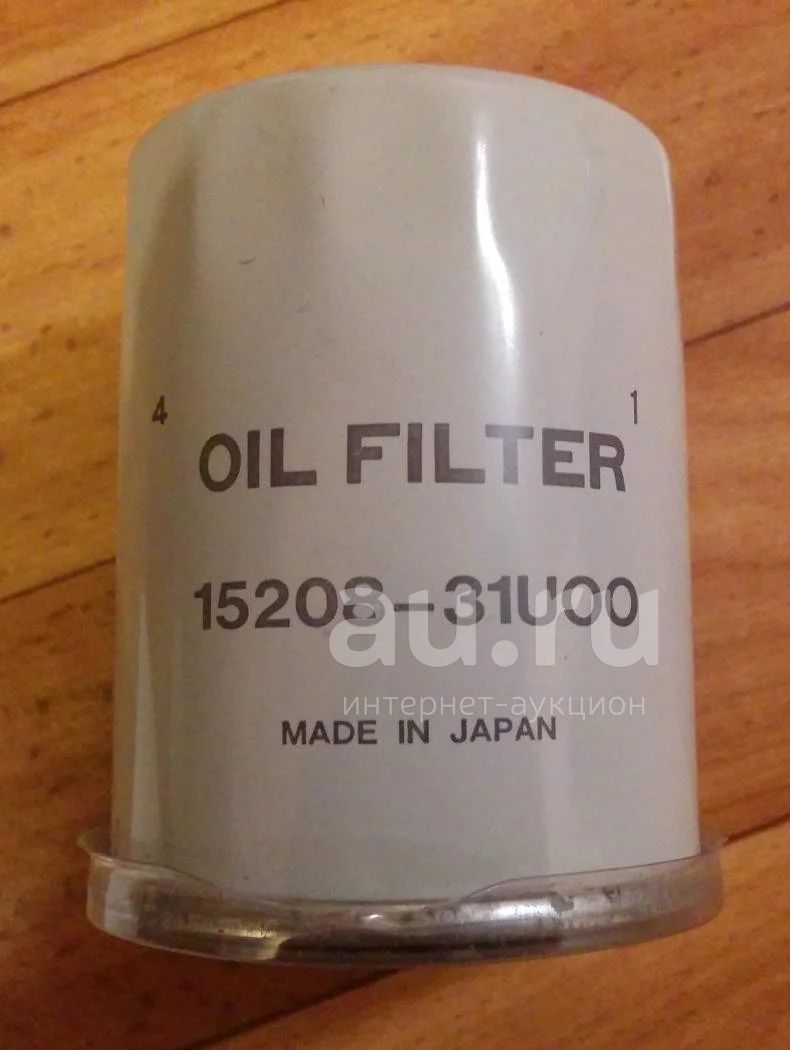 4 1
OIL FILTER
15208-31U00
au.ru
интернет-аукцион
MADE IN JAPAN